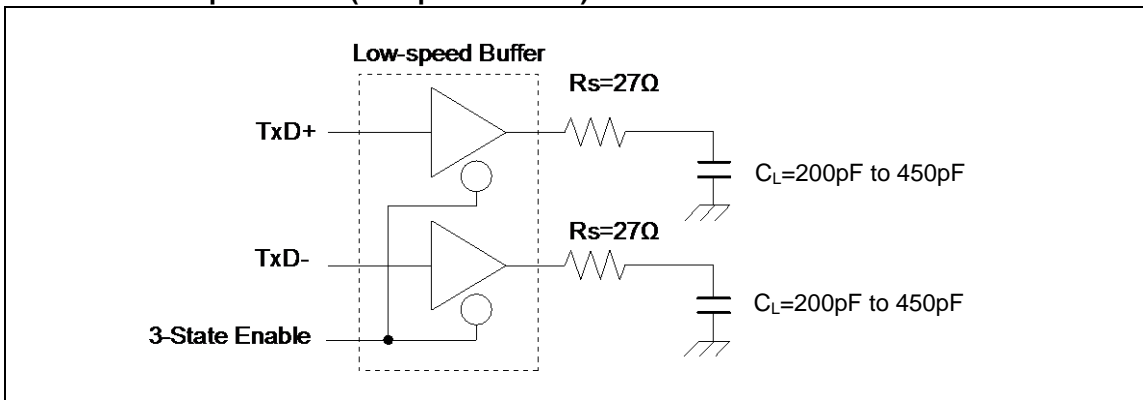 Low-speed Buffer
Rs=27Ω
TxD+
CL=200pF to 450pF
Rs=27Ω
TxD-
CL=200pF to 450pF
3-State Enable